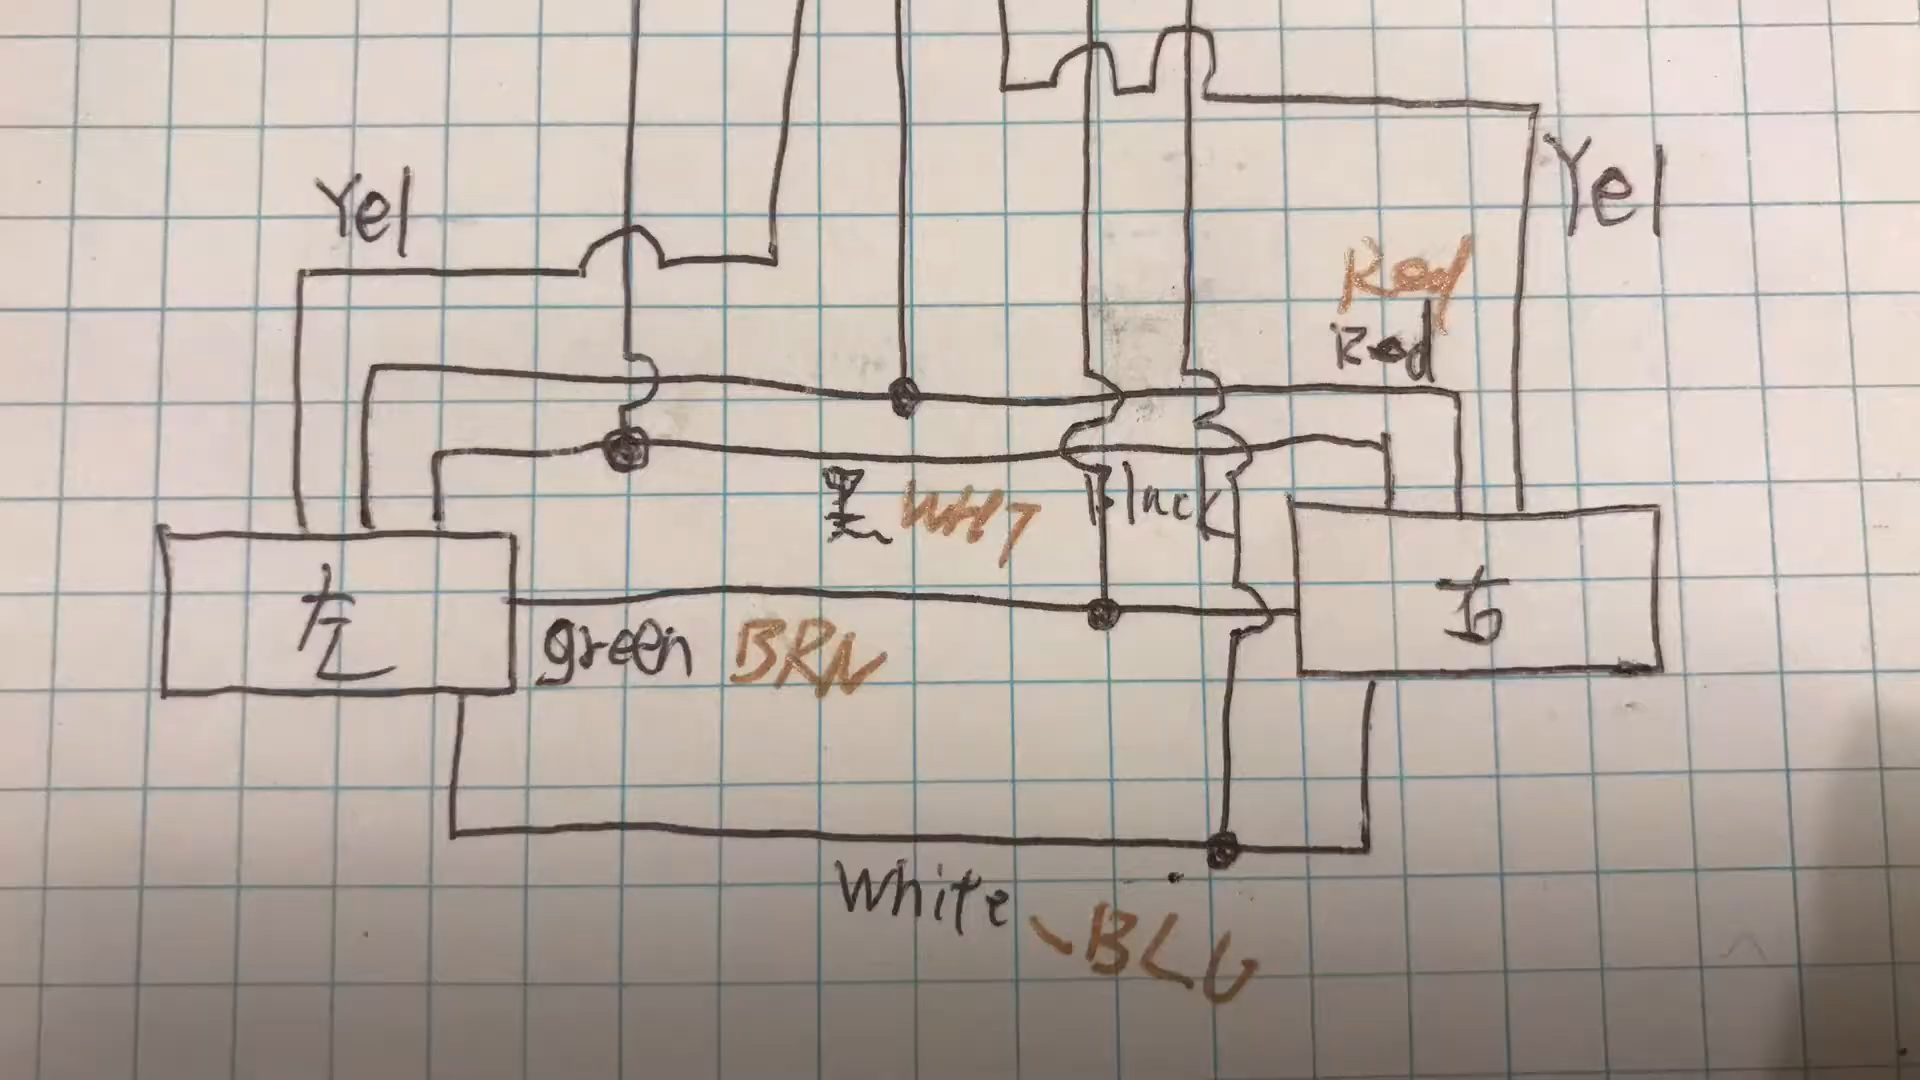 Yel
Yel
Red
Red
黒 WHT Black
左
右
green BRN
White BLU